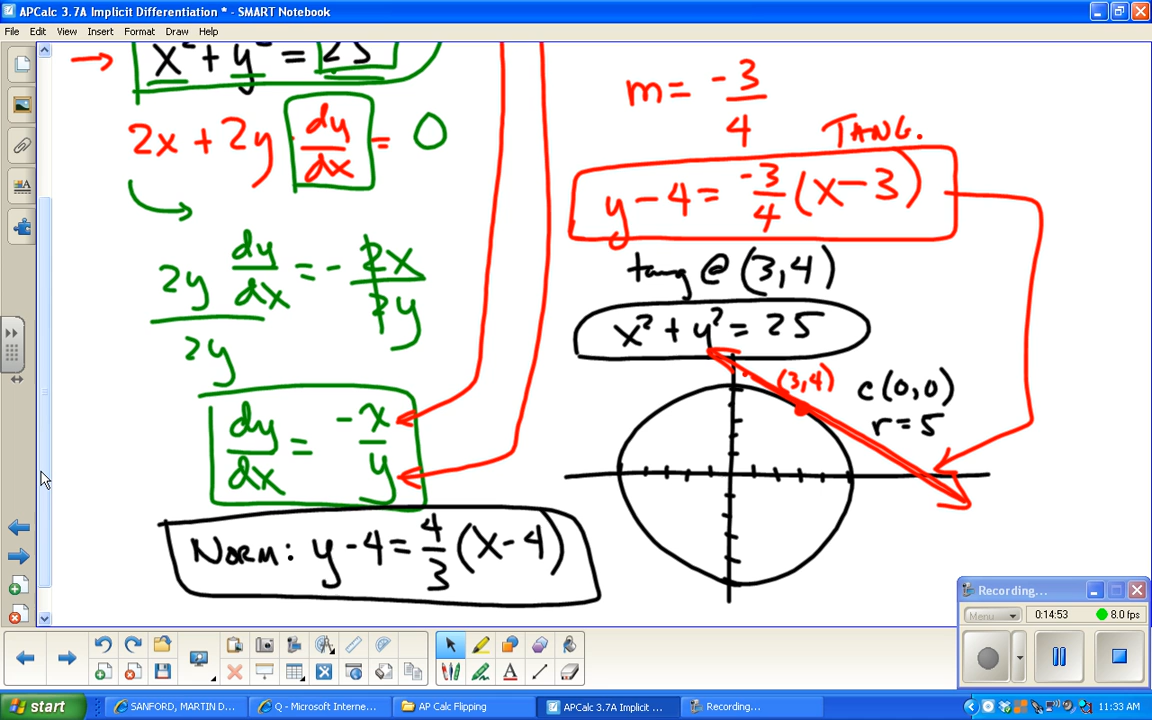 APCalc 3.7A Implicit Differentiation * - SMART Notebook
File Edit View Insert Format Draw Help
x² + y² = 25
2x + 2y dy/dx = 0
2y dy/dx = - 2x
2y 2y
dy/dx = -x/y
NORM: y - 4 = 4/3 (x - 4)
m = -3/4
TANG.
y - 4 = -3/4 (x - 3)
tang @ (3,4)
x² + y² = 25
(3,4)
c(0,0)
r = 5
Recording...
Menu
0:14:53 8.0 fps
start
SANFORD, MARTIN D...
Q - Microsoft Interne...
AP Calc Flipping
APCalc 3.7A Implicit ...
Recording...
11:33 AM